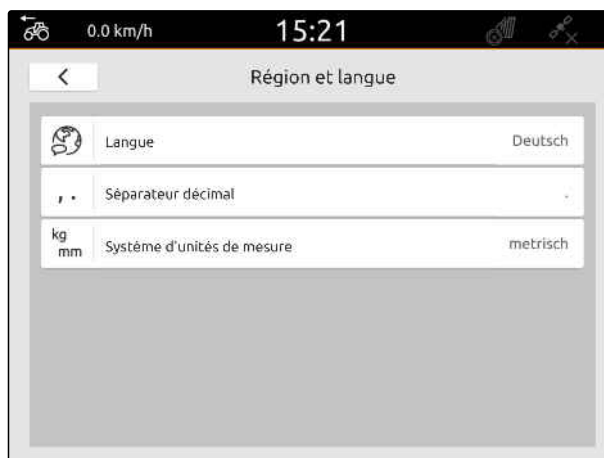 0.0 km/h 15:21
Région et langue
Langue Deutsch
, . Séparateur décimal .
kg
mm Système d'unités de mesure metrisch